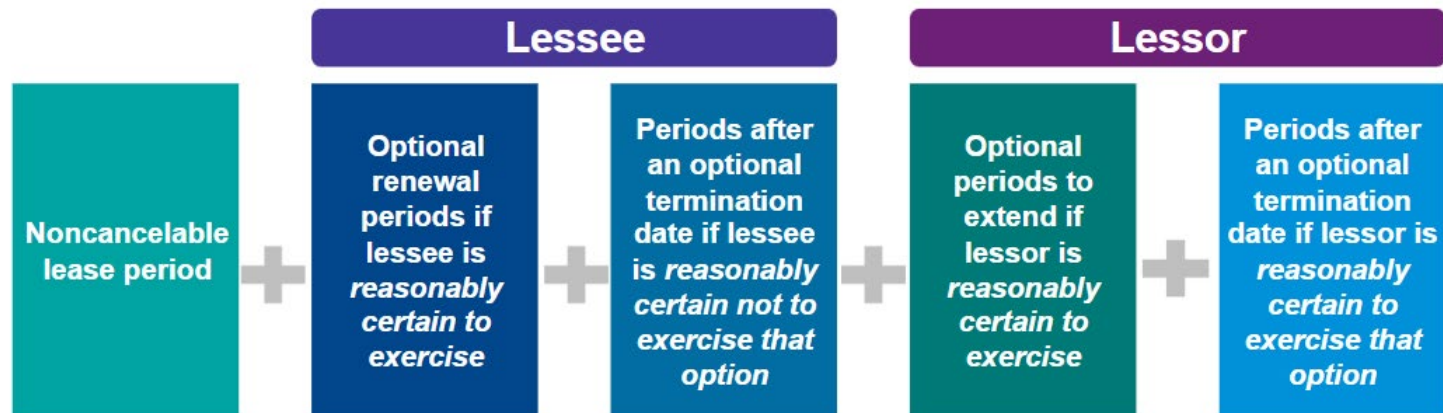 Lessee
Lessor
Noncancelable
lease period
Optional
renewal
periods if
lessee is
reasonably
certain to
exercise
Periods after
an optional
termination
date if lessee
is reasonably
certain not to
exercise that
option
Optional
periods to
extend if
lessor is
reasonably
certain to
exercise
Periods after
an optional
termination
date if lessor is
reasonably
certain to
exercise that
option